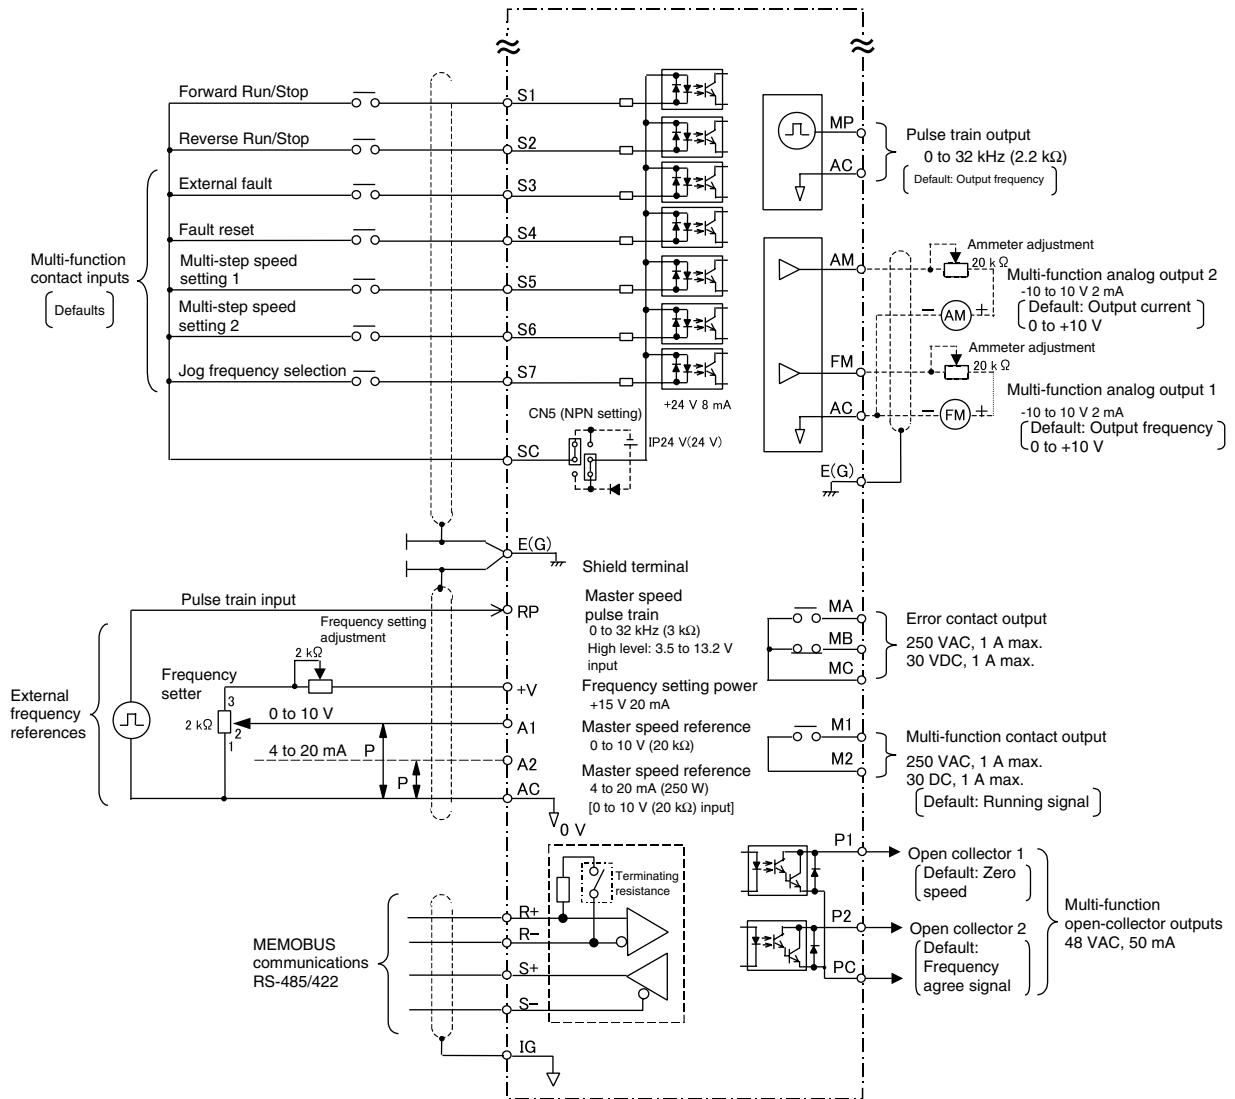 Forward Run/Stop
S1
Reverse Run/Stop
S2
External fault
S3
Fault reset
S4
Multi-step speed
setting 1
S5
Multi-step speed
setting 2
S6
Jog frequency selection
S7
Multi-function
contact inputs
Defaults
+24 V 8 mA
CN5 (NPN setting)
IP24 V(24 V)
SC
E(G)
Shield terminal
MP
AC
Pulse train output
0 to 32 kHz (2.2 kΩ)
Default: Output frequency
AM
Ammeter adjustment
20 k Ω
Multi-function analog output 2
-10 to 10 V 2 mA
Default: Output current
0 to +10 V
− AM +
FM
Ammeter adjustment
20 k Ω
Multi-function analog output 1
-10 to 10 V 2 mA
Default: Output frequency
0 to +10 V
AC
− FM +
E(G)
Pulse train input
RP
Master speed
pulse train
0 to 32 kHz (3 kΩ)
High level: 3.5 to 13.2 V
input
Frequency setting
adjustment
2 kΩ
Frequency
setter
3
2 kΩ
2
1
+V
Frequency setting power
+15 V 20 mA
0 to 10 V
A1
Master speed reference
0 to 10 V (20 kΩ)
4 to 20 mA
P
A2
Master speed reference
4 to 20 mA (250 W)
[0 to 10 V (20 kΩ) input]
P
AC
0 V
External
frequency
references
MA
MB
MC
Error contact output
250 VAC, 1 A max.
30 VDC, 1 A max.
M1
M2
Multi-function contact output
250 VAC, 1 A max.
30 DC, 1 A max.
Default: Running signal
P1
Open collector 1
Default: Zero
speed
P2
Open collector 2
Default:
Frequency
agree signal
PC
Multi-function
open-collector outputs
48 VAC, 50 mA
Terminating
resistance
R+
R−
S+
S−
IG
MEMOBUS
communications
RS-485/422